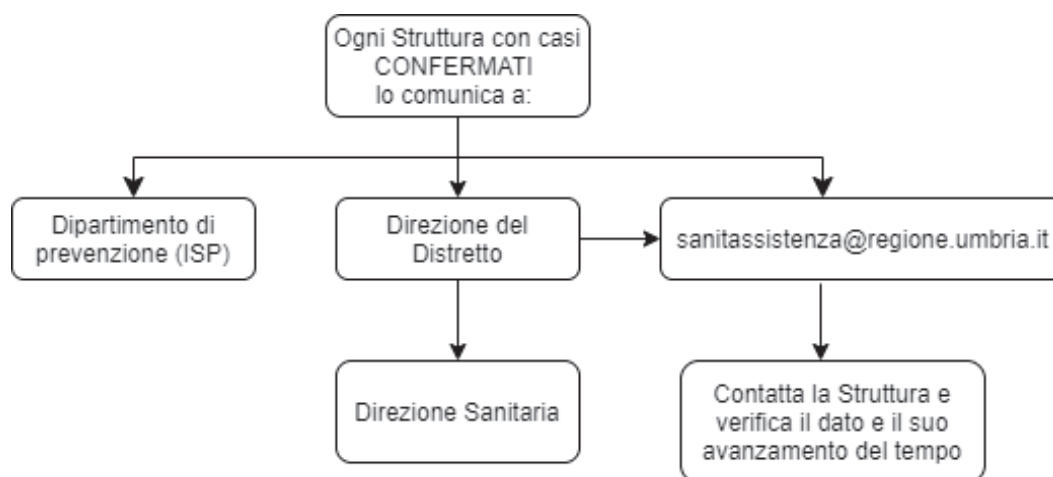 Ogni Struttura con casi
CONFERMATI
lo comunica a:
Dipartimento di
prevenzione (ISP)
Direzione del
Distretto
sanitassistenza@regione.umbria.it
Direzione Sanitaria
Contatta la Struttura e
verifica il dato e il suo
avanzamento del tempo